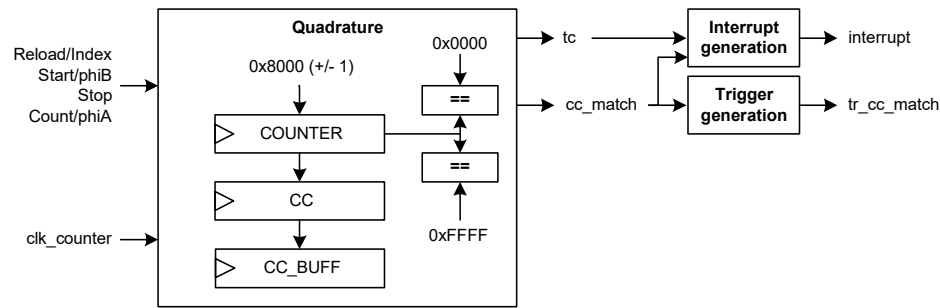 Quadrature
Reload/Index
Start/phiB
Stop
Count/phiA
clk_counter
0x8000 (+/- 1)
COUNTER
CC
CC_BUFF
0x0000
==
==
0xFFFF
tc
cc_match
Interrupt
generation
Trigger
generation
interrupt
tr_cc_match